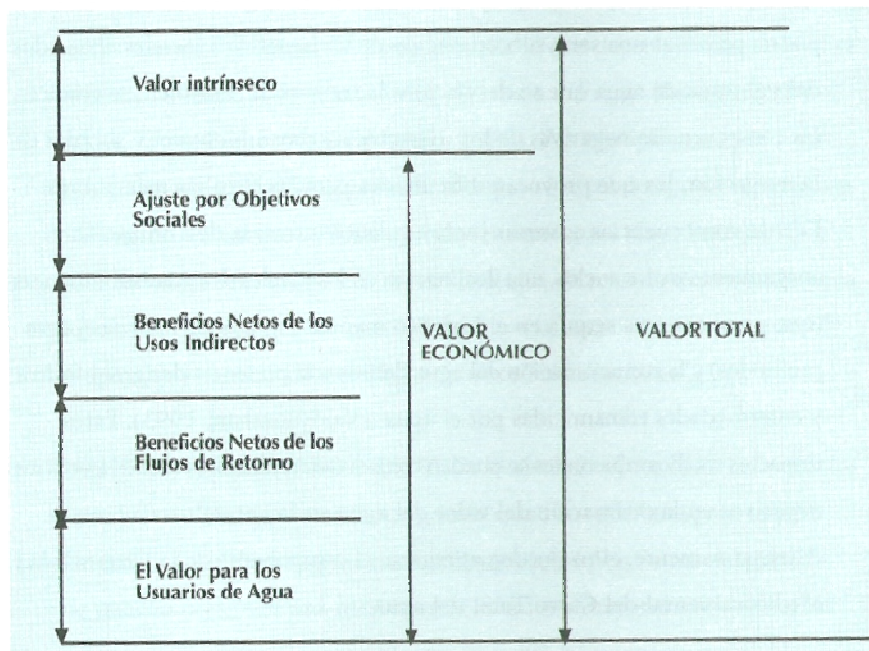 Valor intrínseco
Ajuste por Objetivos
Sociales
Beneficios Netos de los
Usos Indirectos
VALOR
ECONÓMICO
VALOR TOTAL
Beneficios Netos de los
Flujos de Retorno
El Valor para los
Usuarios de Agua